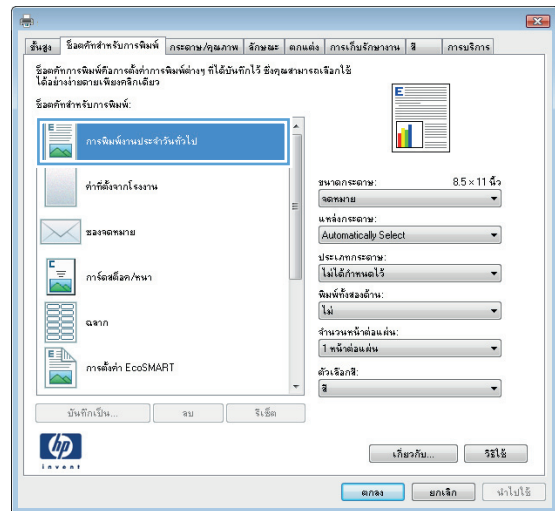 ขั้นสูง ช็อตคัทสำหรับการพิมพ์ กระดาษ/คุณภาพ ลักษณะ ตกแต่ง การเก็บรักษางาน สี การบริการ
ช็อตคัทการพิมพ์คือการตั้งค่าการพิมพ์ต่างๆ ที่ได้บันทึกไว้ ซึ่งคุณสามารถเลือกใช้
ได้อย่างง่ายดายเพียงคลิกเดียว
ช็อตคัทสำหรับการพิมพ์:
E
การพิมพ์งานประจำวันทั่วไป
ค่าที่ตั้งจากโรงงาน
ซองจดหมาย
C
การ์ดสต็อค/หนา
ฉลาก
E
การตั้งค่า EcoSMART
บันทึกเป็น... ลบ รีเซ็ต
E
ขนาดกระดาษ: 8.5 × 11 นิ้ว
จดหมาย
แหล่งกระดาษ:
Automatically Select
ประเภทกระดาษ:
ไม่ได้กำหนดไว้
พิมพ์ทั้งสองด้าน:
ไม่
จำนวนหน้าต่อแผ่น:
1 หน้าต่อแผ่น
ตัวเลือกสี:
สี
hp
invent
เกี่ยวกับ... วิธีใช้
ตกลง ยกเลิก นำไปใช้